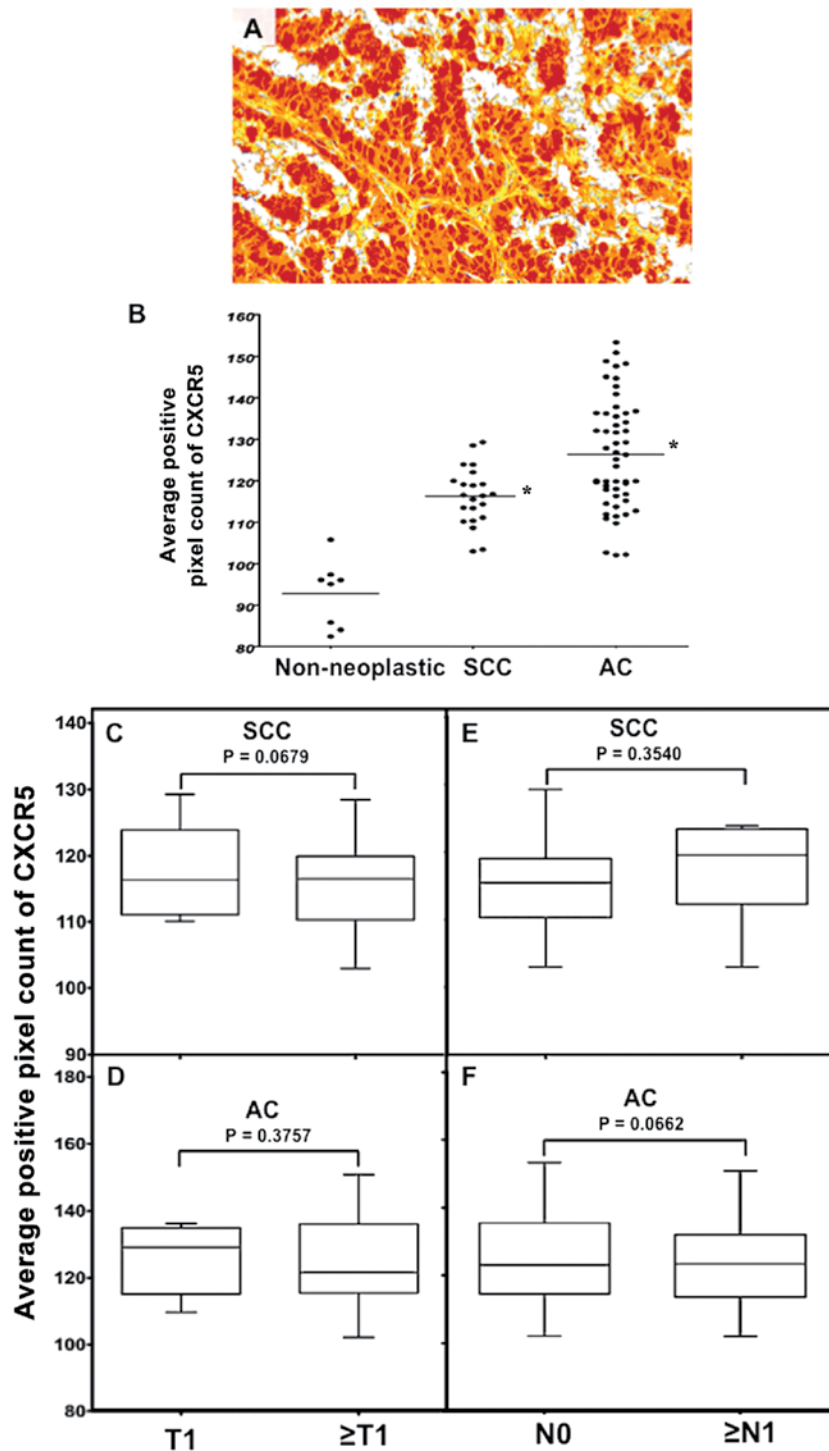 A
B
160
150
140
130
120
110
100
90
80
Average positive
pixel count of CXCR5
*
*
Non-neoplastic SCC AC
Average positive pixel count of CXCR5
140
130
120
110
100
90
C
SCC
P = 0.0679
E
SCC
P = 0.3540
180
160
140
120
100
80
D
AC
P = 0.3757
F
AC
P = 0.0662
T1 ≥T1 N0 ≥N1